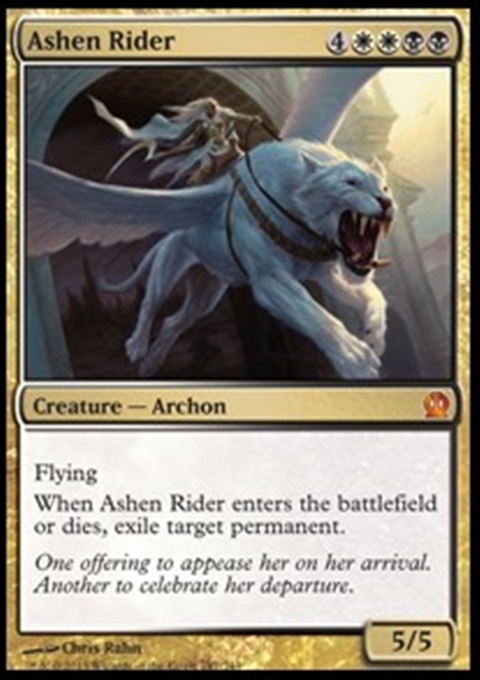 Ashen Rider 4
Creature — Archon
Flying
When Ashen Rider enters the battlefield
or dies, exile target permanent.
One offering to appease her on her arrival.
Another to celebrate her departure.
5/5
Chris Rahn